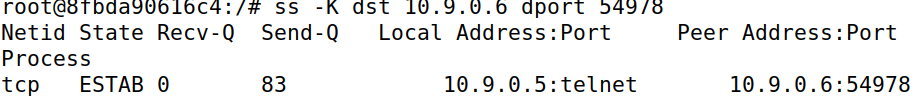 root@8fbda90616c4:/# ss -K dst 10.9.0.6 dport 54978
Netid State Recv-Q  Send-Q   Local Address:Port     Peer Address:Port
Process
tcp   ESTAB 0       83            10.9.0.5:telnet       10.9.0.6:54978